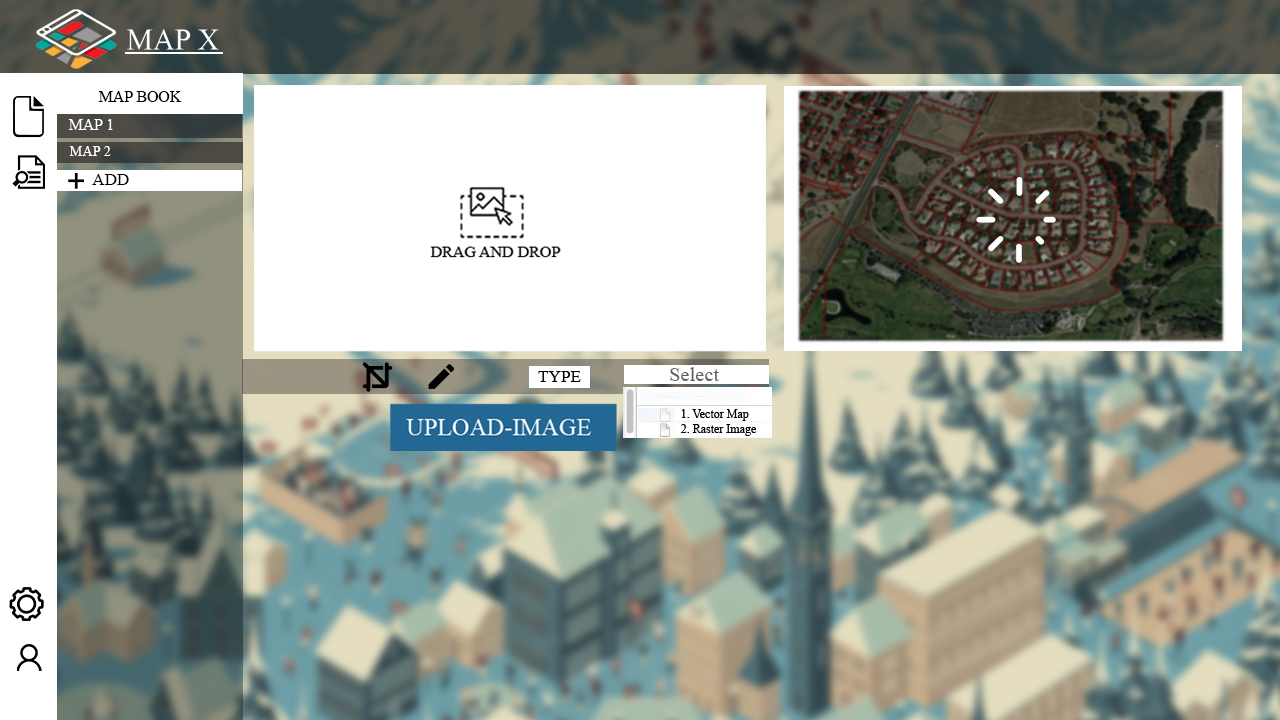 MAP X
MAP BOOK
MAP 1
MAP 2
ADD
DRAG AND DROP
TYPE
Select
1. Vector Map
2. Raster Image
UPLOAD-IMAGE